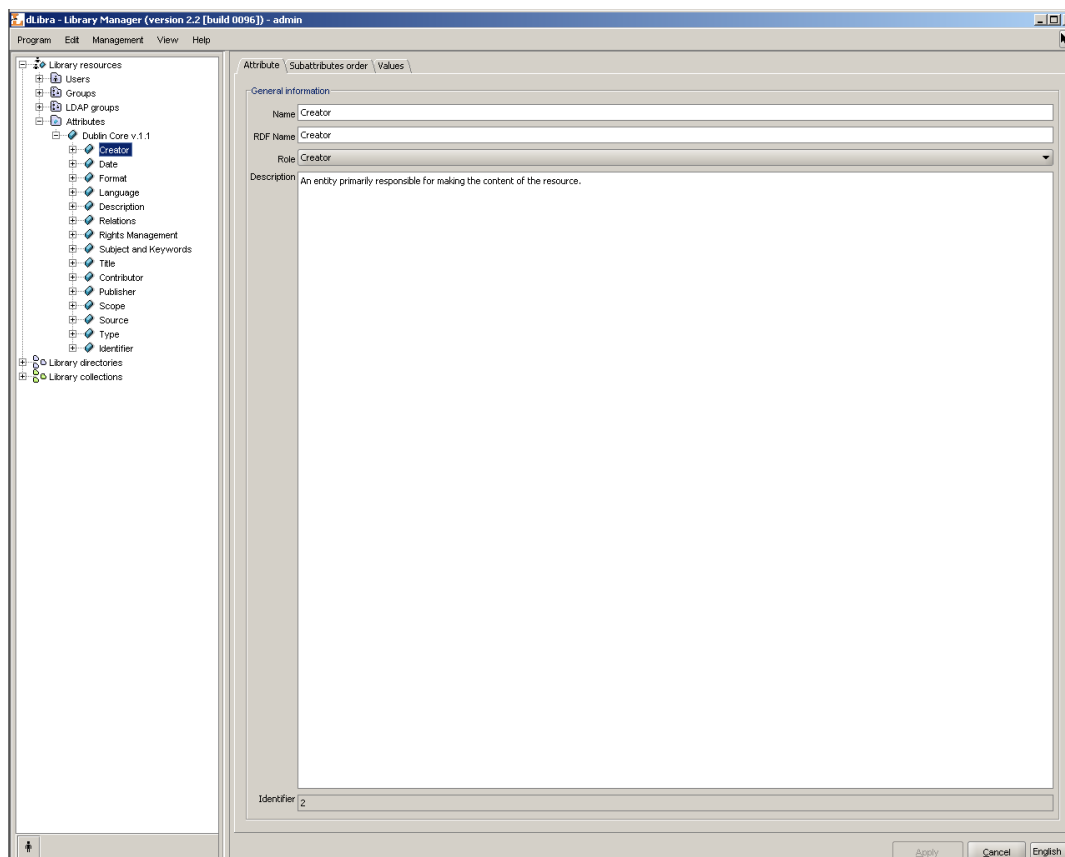 dLibra - Library Manager (version 2.2 [build 0096]) - admin
Program Edit Management View Help
Library resources
Users
Groups
LDAP groups
Attributes
Dublin Core v.1.1
Creator
Date
Format
Language
Description
Relations
Rights Management
Subject and Keywords
Title
Contributor
Publisher
Scope
Source
Type
Identifier
Library directories
Library collections
Attribute Subattributes order Values
General information
Name Creator
RDF Name Creator
Role Creator
Description An entity primarily responsible for making the content of the resource.
Identifier 2
Apply Cancel English